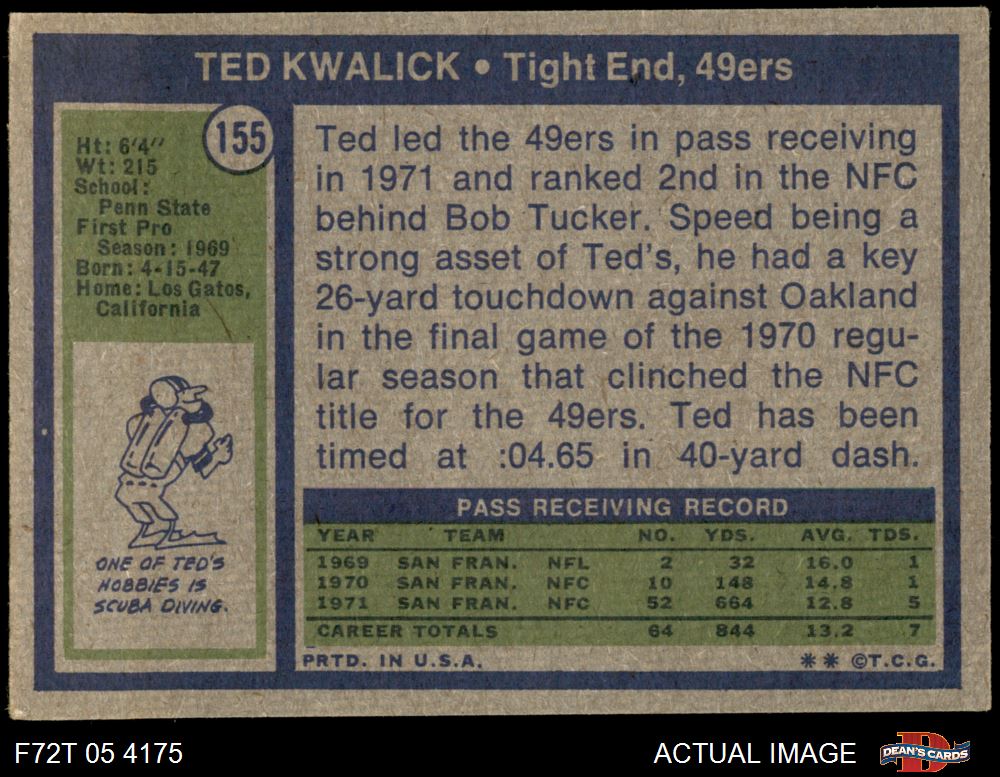 TED KWALICK • Tight End, 49ers
155
Ht: 6'4"
Wt: 215
School:
Penn State
First Pro
Season: 1969
Born: 4-15-47
Home: Los Gatos,
California
ONE OF TED'S
HOBBIES IS
SCUBA DIVING.
Ted led the 49ers in pass receiving
in 1971 and ranked 2nd in the NFC
behind Bob Tucker. Speed being a
strong asset of Ted's, he had a key
26-yard touchdown against Oakland
in the final game of the 1970 regu-
lar season that clinched the NFC
title for the 49ers. Ted has been
timed at :04.65 in 40-yard dash.
PASS RECEIVING RECORD
YEAR TEAM NO. YDS. AVG. TDS.
1969 SAN FRAN. NFL 2 32 16.0 1
1970 SAN FRAN. NFC 10 148 14.8 1
1971 SAN FRAN. NFC 52 664 12.8 5
CAREER TOTALS 64 844 13.2 7
PRTD. IN U.S.A. ** ©T.C.G.
F72T 05 4175 ACTUAL IMAGE DEAN'S CARDS